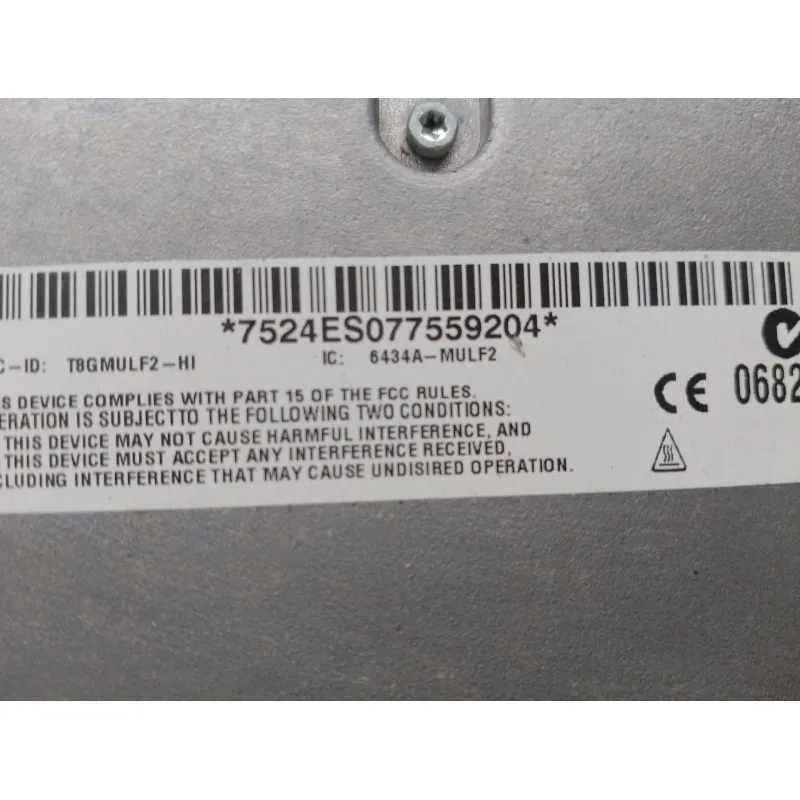 *7524ES077559204*
C-ID: T8GMULF2-HI IC: 6434A-MULF2
S DEVICE COMPLIES WITH PART 15 OF THE FCC RULES.
ERATION IS SUBJECTTO THE FOLLOWING TWO CONDITIONS:
THIS DEVICE MAY NOT CAUSE HARMFUL INTERFERENCE, AND
THIS DEVICE MUST ACCEPT ANY INTERFERENCE RECEIVED,
CLUDING INTERFERENCE THAT MAY CAUSE UNDISIRED OPERATION.
CE 0682